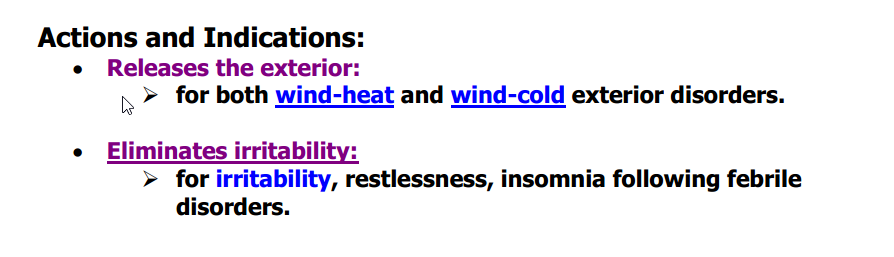 Actions and Indications:
• Releases the exterior:
➢ for both wind-heat and wind-cold exterior disorders.
• Eliminates irritability:
➢ for irritability, restlessness, insomnia following febrile
disorders.